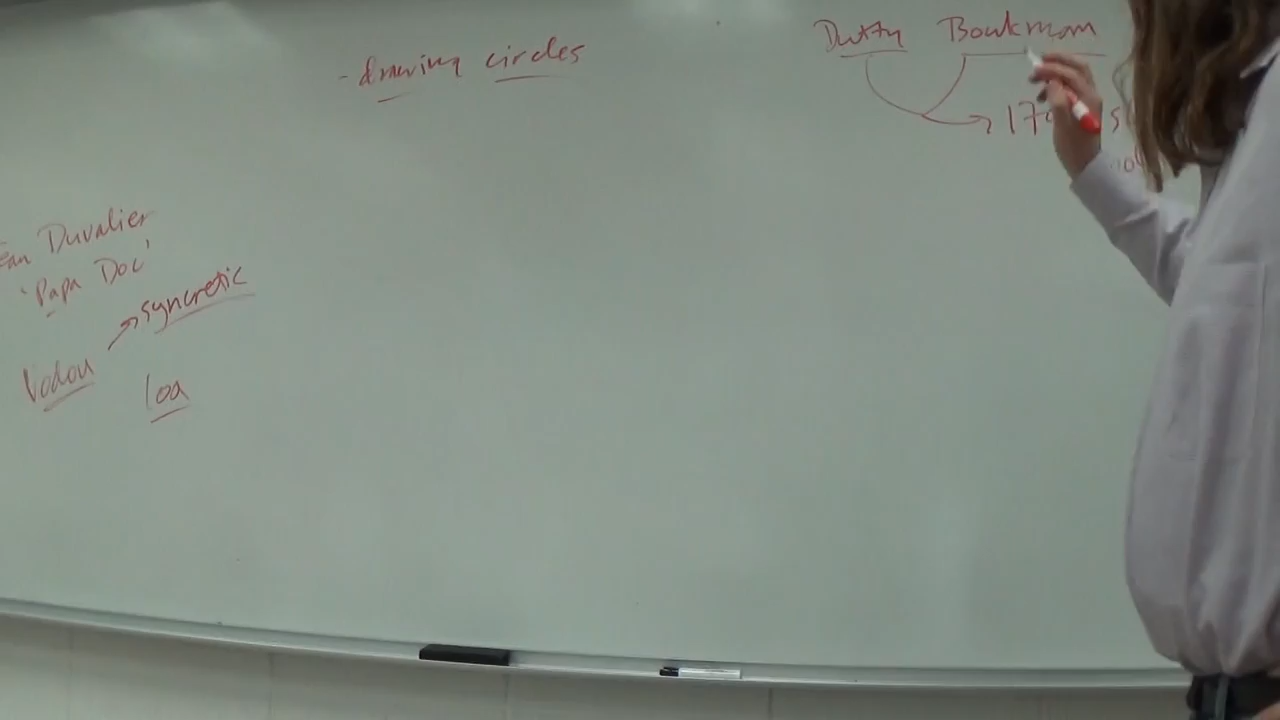 - drawing circles
Dutty Boukman
Duvalier
'Papa Doc'
syncretic
Vodou
loa